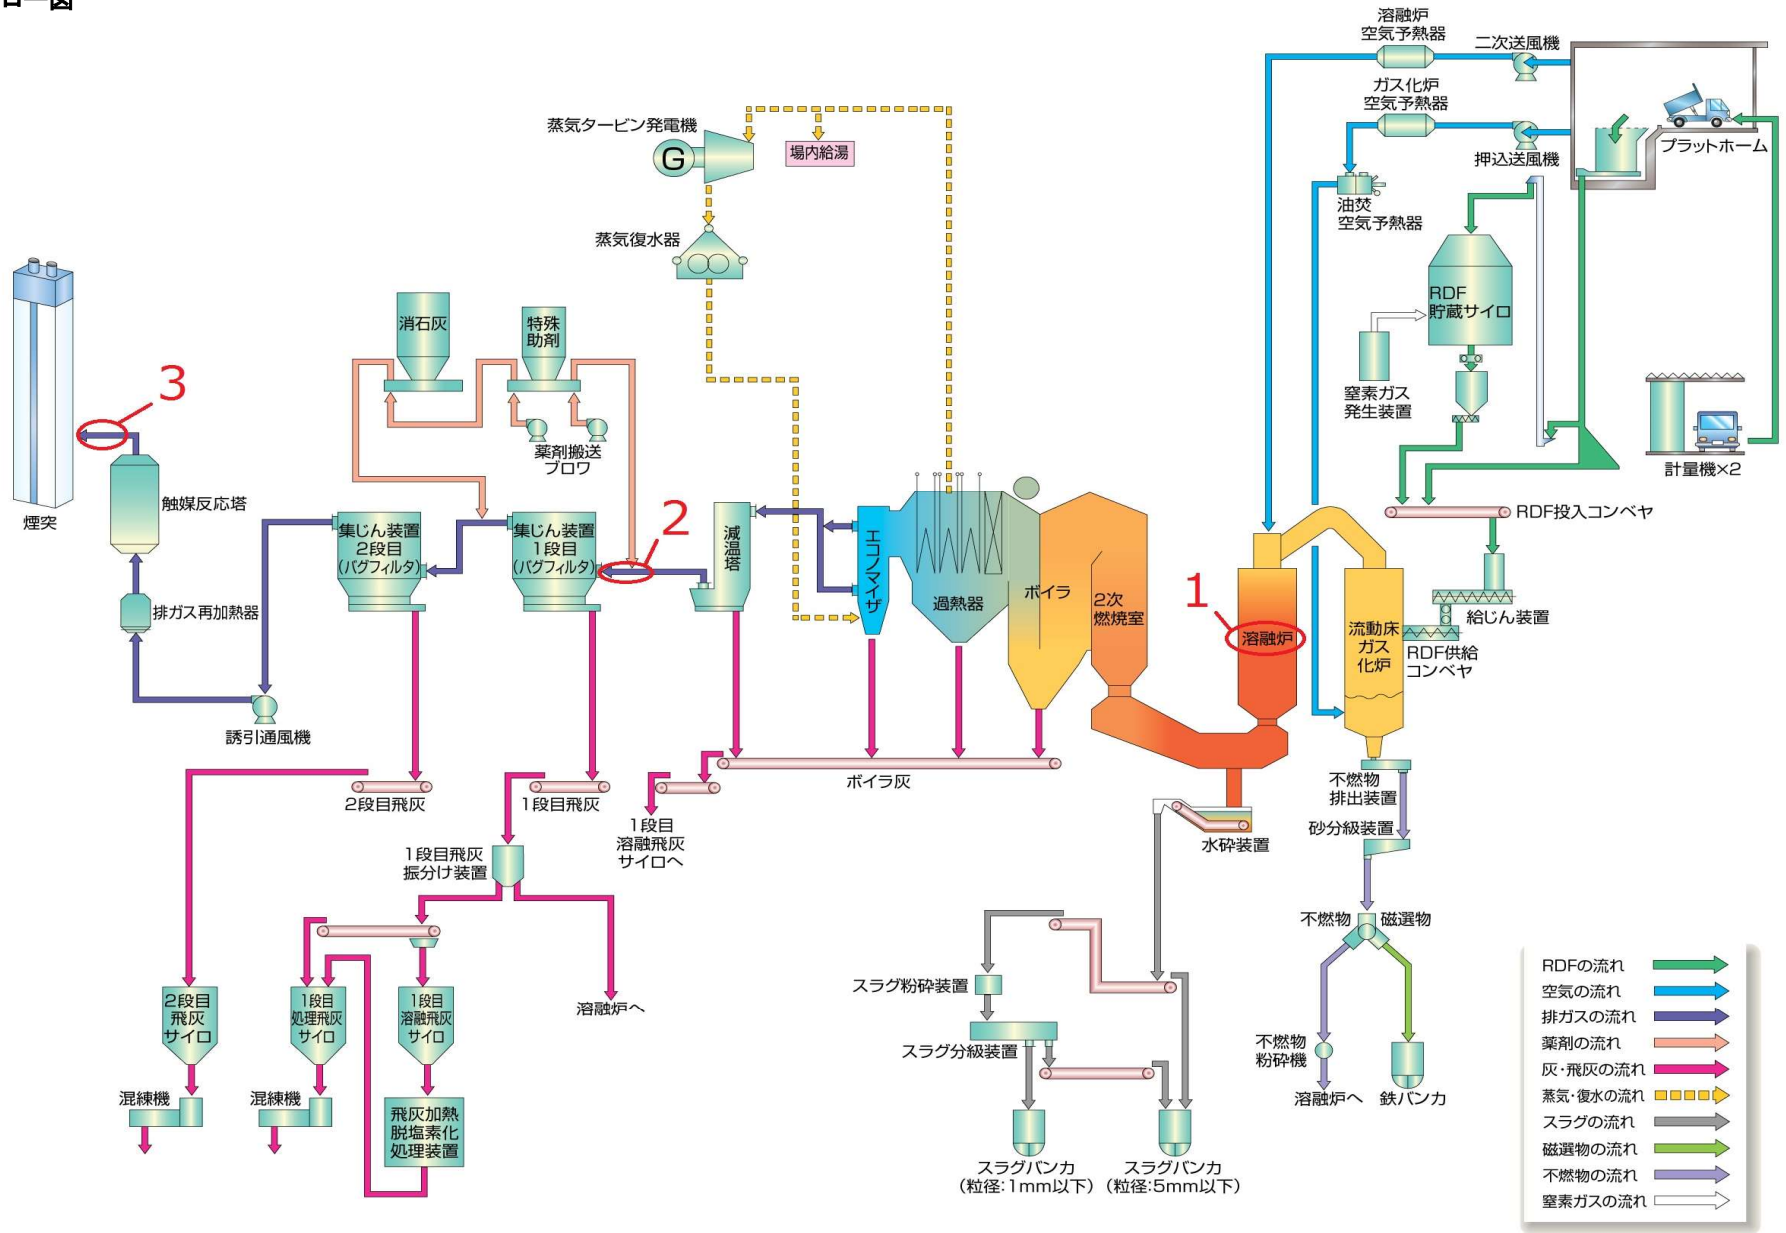 ロー図
溶融炉
空気予熱器
二次送風機
ガス化炉
空気予熱器
押込送風機
プラットホーム
油焚
空気予熱器
蒸気タービン発電機
G
場内給湯
蒸気復水器
RDF
貯蔵サイロ
窒素ガス
発生装置
計量機×2
RDF投入コンベヤ
給じん装置
RDF供給
コンベヤ
消石灰
特殊
助剤
薬剤搬送
ブロワ
3
煙突
触媒反応塔
排ガス再加熱器
誘引通風機
集じん装置
2段目
(バグフィルタ)
集じん装置
1段目
(バグフィルタ)
2
減温塔
エコノマイザ
過熱器
ボイラ
2次
燃焼室
1
溶融炉
流動床
ガス
化炉
不燃物
排出装置
砂分級装置
不燃物
磁選物
不燃物
粉砕機
溶融炉へ
鉄バンカ
水砕装置
ボイラ灰
2段目飛灰
1段目飛灰
1段目
溶融飛灰
サイロへ
1段目飛灰
振分け装置
溶融炉へ
2段目
飛灰
サイロ
1段目
処理飛灰
サイロ
1段目
溶融飛灰
サイロ
混練機
混練機
飛灰加熱
脱塩素化
処理装置
スラグ粉砕装置
スラグ分級装置
スラグバンカ
(粒径:1mm以下)
スラグバンカ
(粒径:5mm以下)
RDFの流れ
空気の流れ
排ガスの流れ
薬剤の流れ
灰・飛灰の流れ
蒸気・復水の流れ
スラグの流れ
磁選物の流れ
不燃物の流れ
窒素ガスの流れ